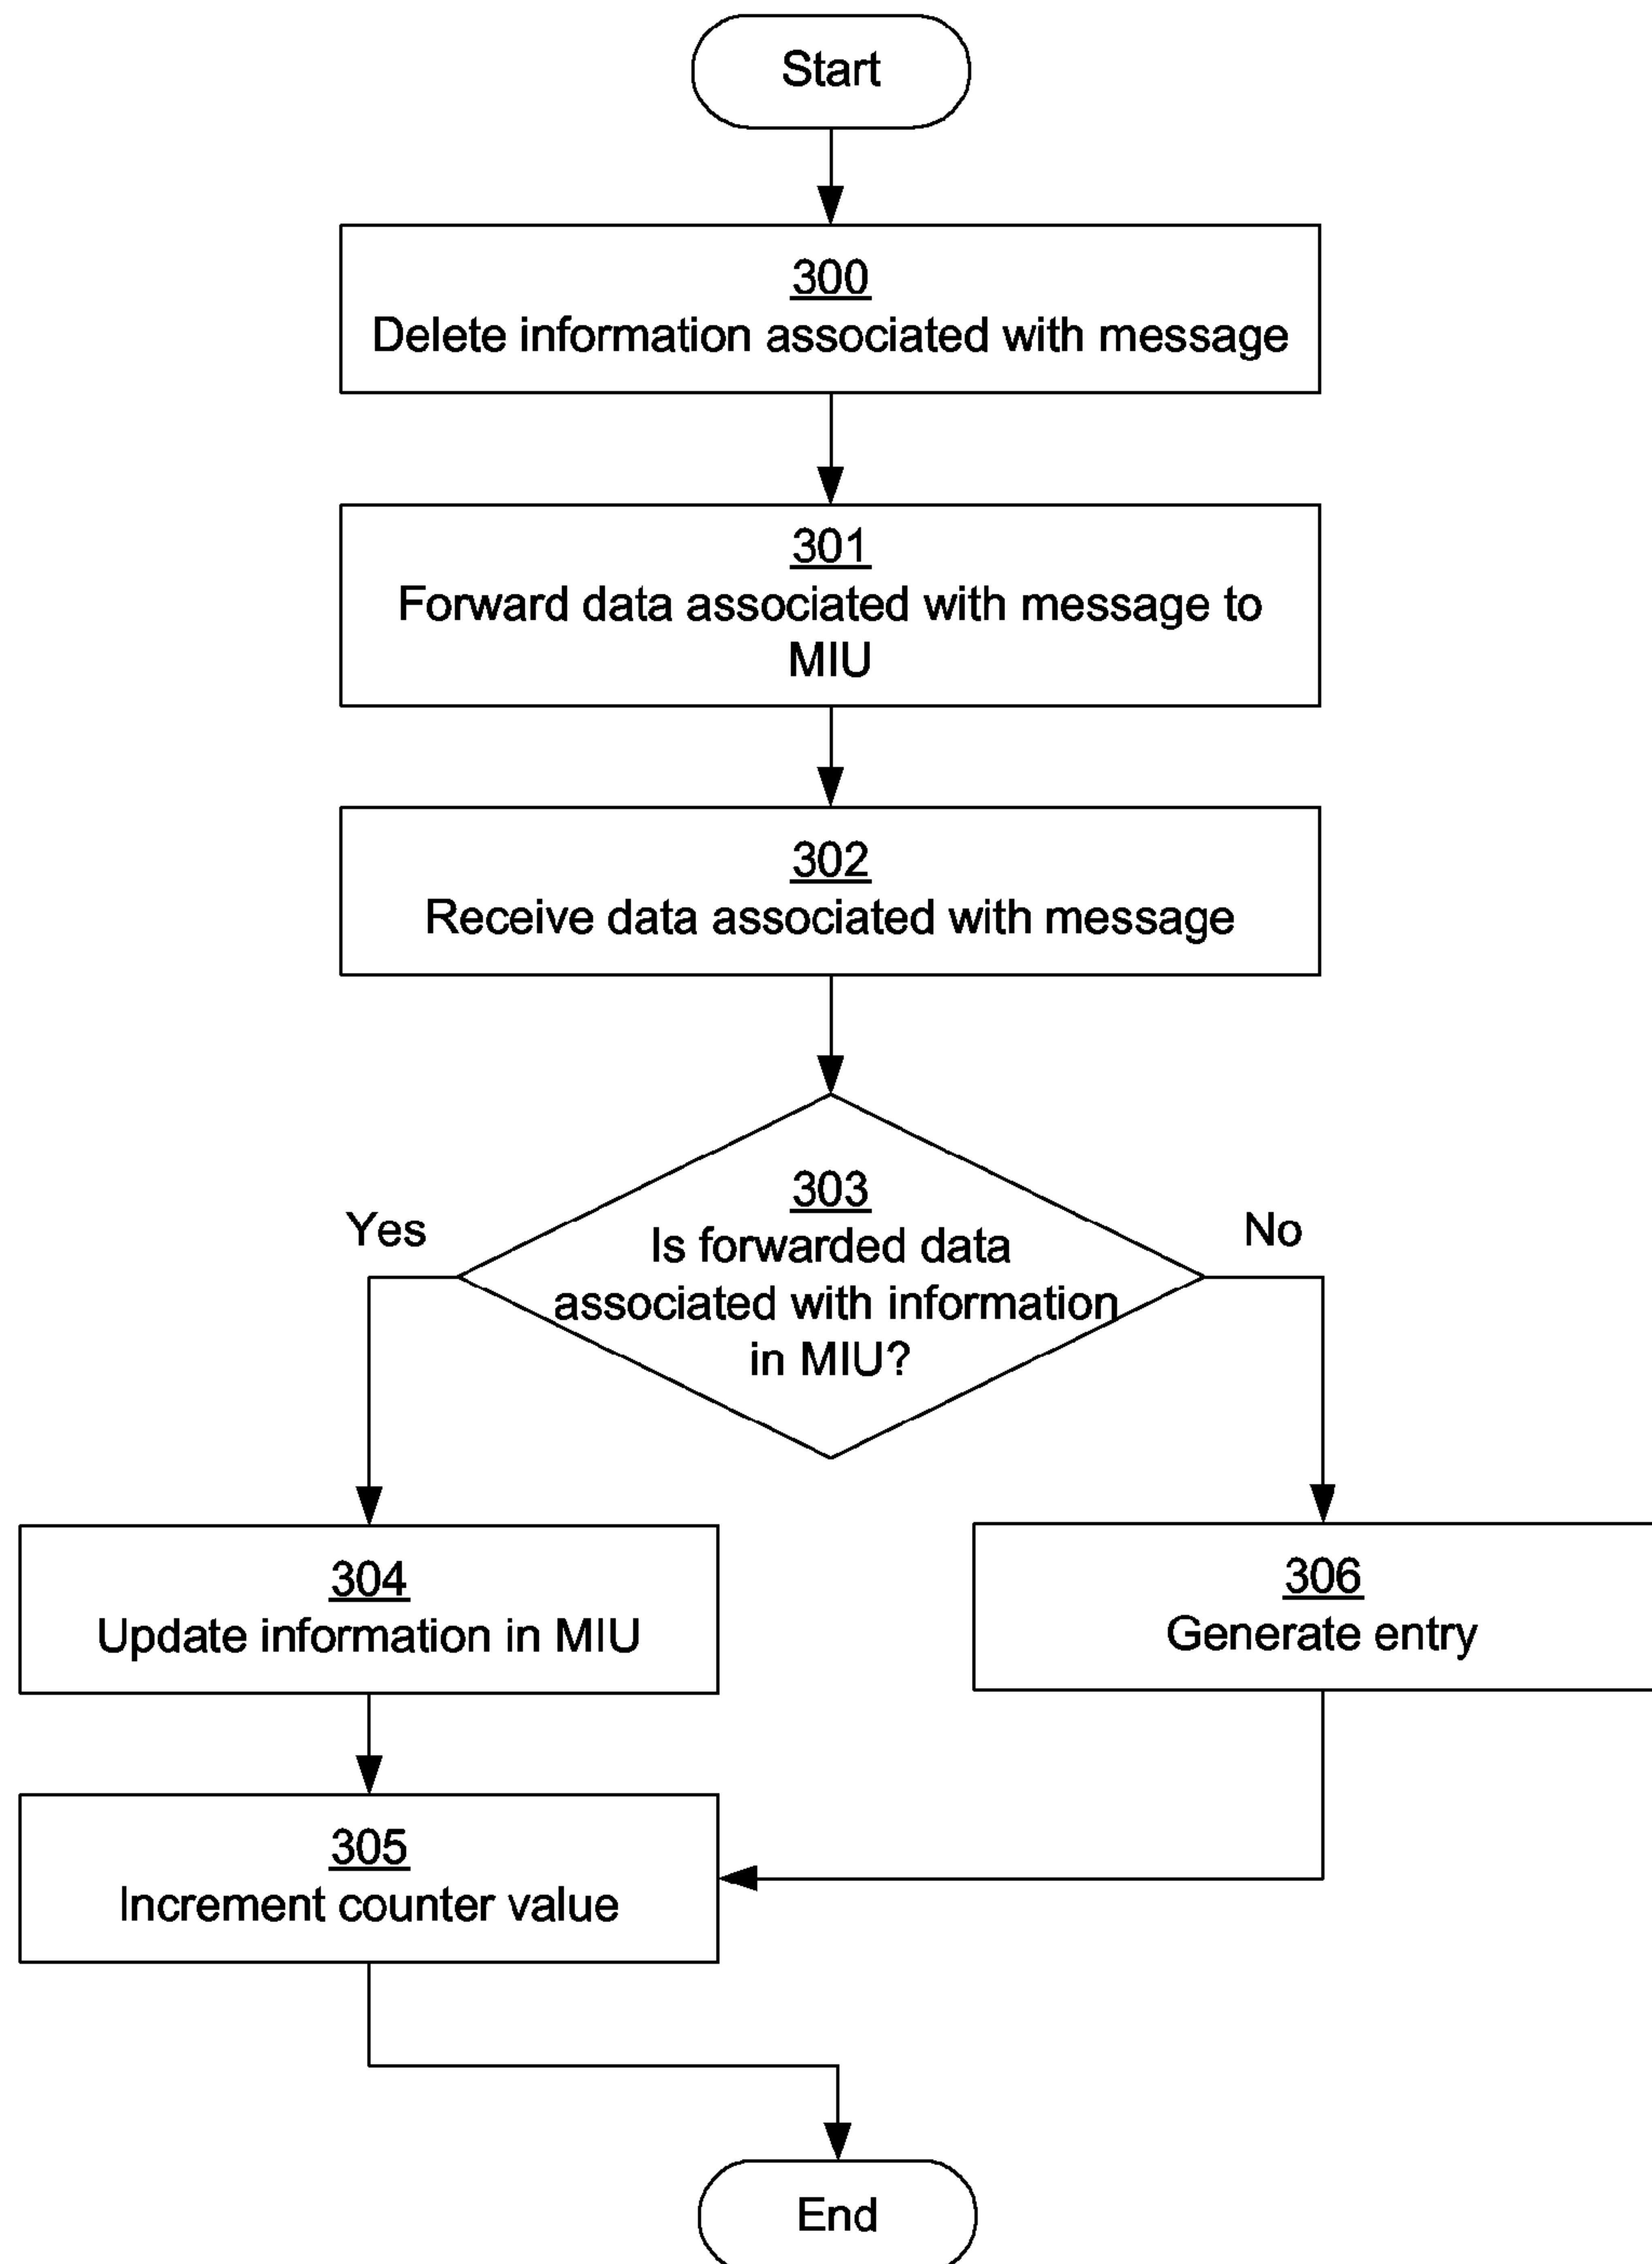 Start
300
Delete information associated with message
301
Forward data associated with message to
MIU
302
Receive data associated with message
303
Is forwarded data
associated with information
in MIU?
Yes
No
304
Update information in MIU
306
Generate entry
305
Increment counter value
End